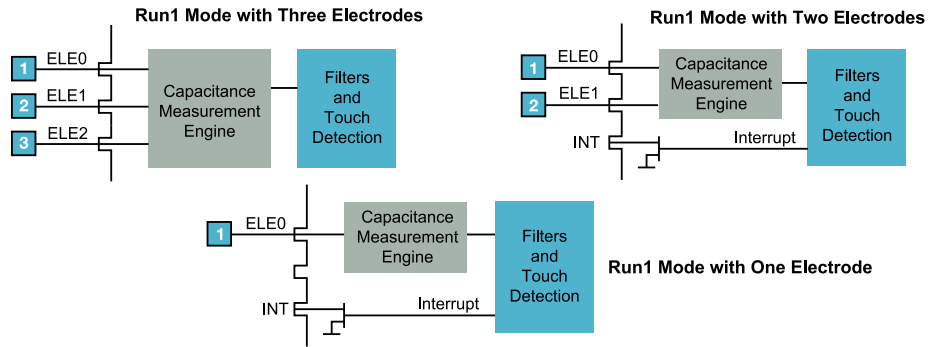 Run1 Mode with Three Electrodes
1
ELE0
2
ELE1
3
ELE2
Capacitance
Measurement
Engine
Filters
and
Touch
Detection
Run1 Mode with Two Electrodes
1
ELE0
2
ELE1
INT
Capacitance
Measurement
Engine
Interrupt
Filters
and
Touch
Detection
1
ELE0
INT
Capacitance
Measurement
Engine
Interrupt
Filters
and
Touch
Detection
Run1 Mode with One Electrode